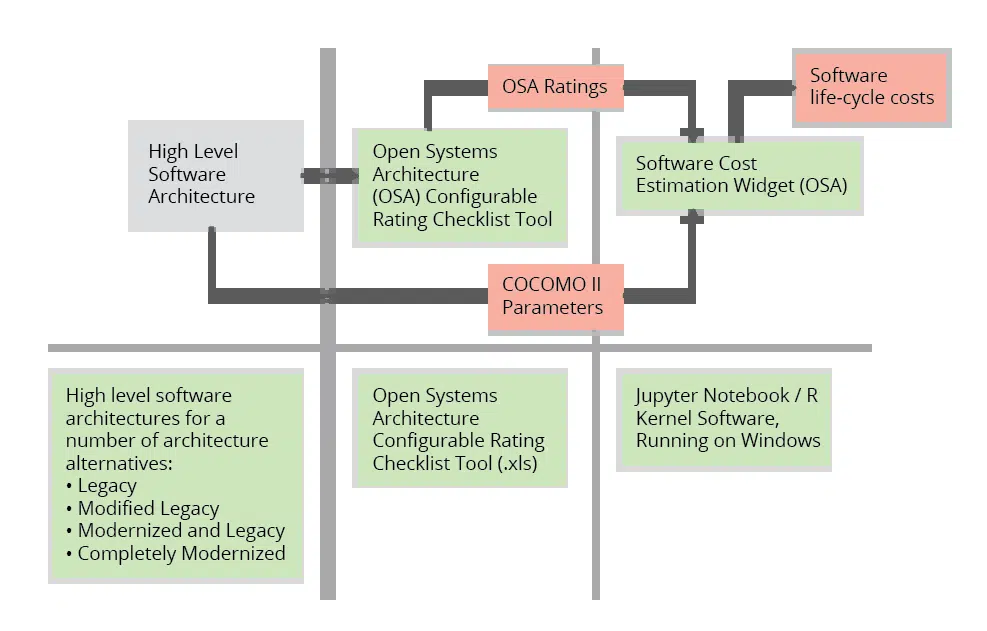 OSA Ratings
Software
life-cycle costs
High Level
Software
Architecture
Open Systems
Architecture
(OSA) Configurable
Rating Checklist Tool
Software Cost
Estimation Widget (OSA)
COCOMO II
Parameters
High level software
architectures for a
number of architecture
alternatives:
• Legacy
• Modified Legacy
• Modernized and Legacy
• Completely Modernized
Open Systems
Architecture
Configurable Rating
Checklist Tool (.xls)
Jupyter Notebook / R
Kernel Software,
Running on Windows